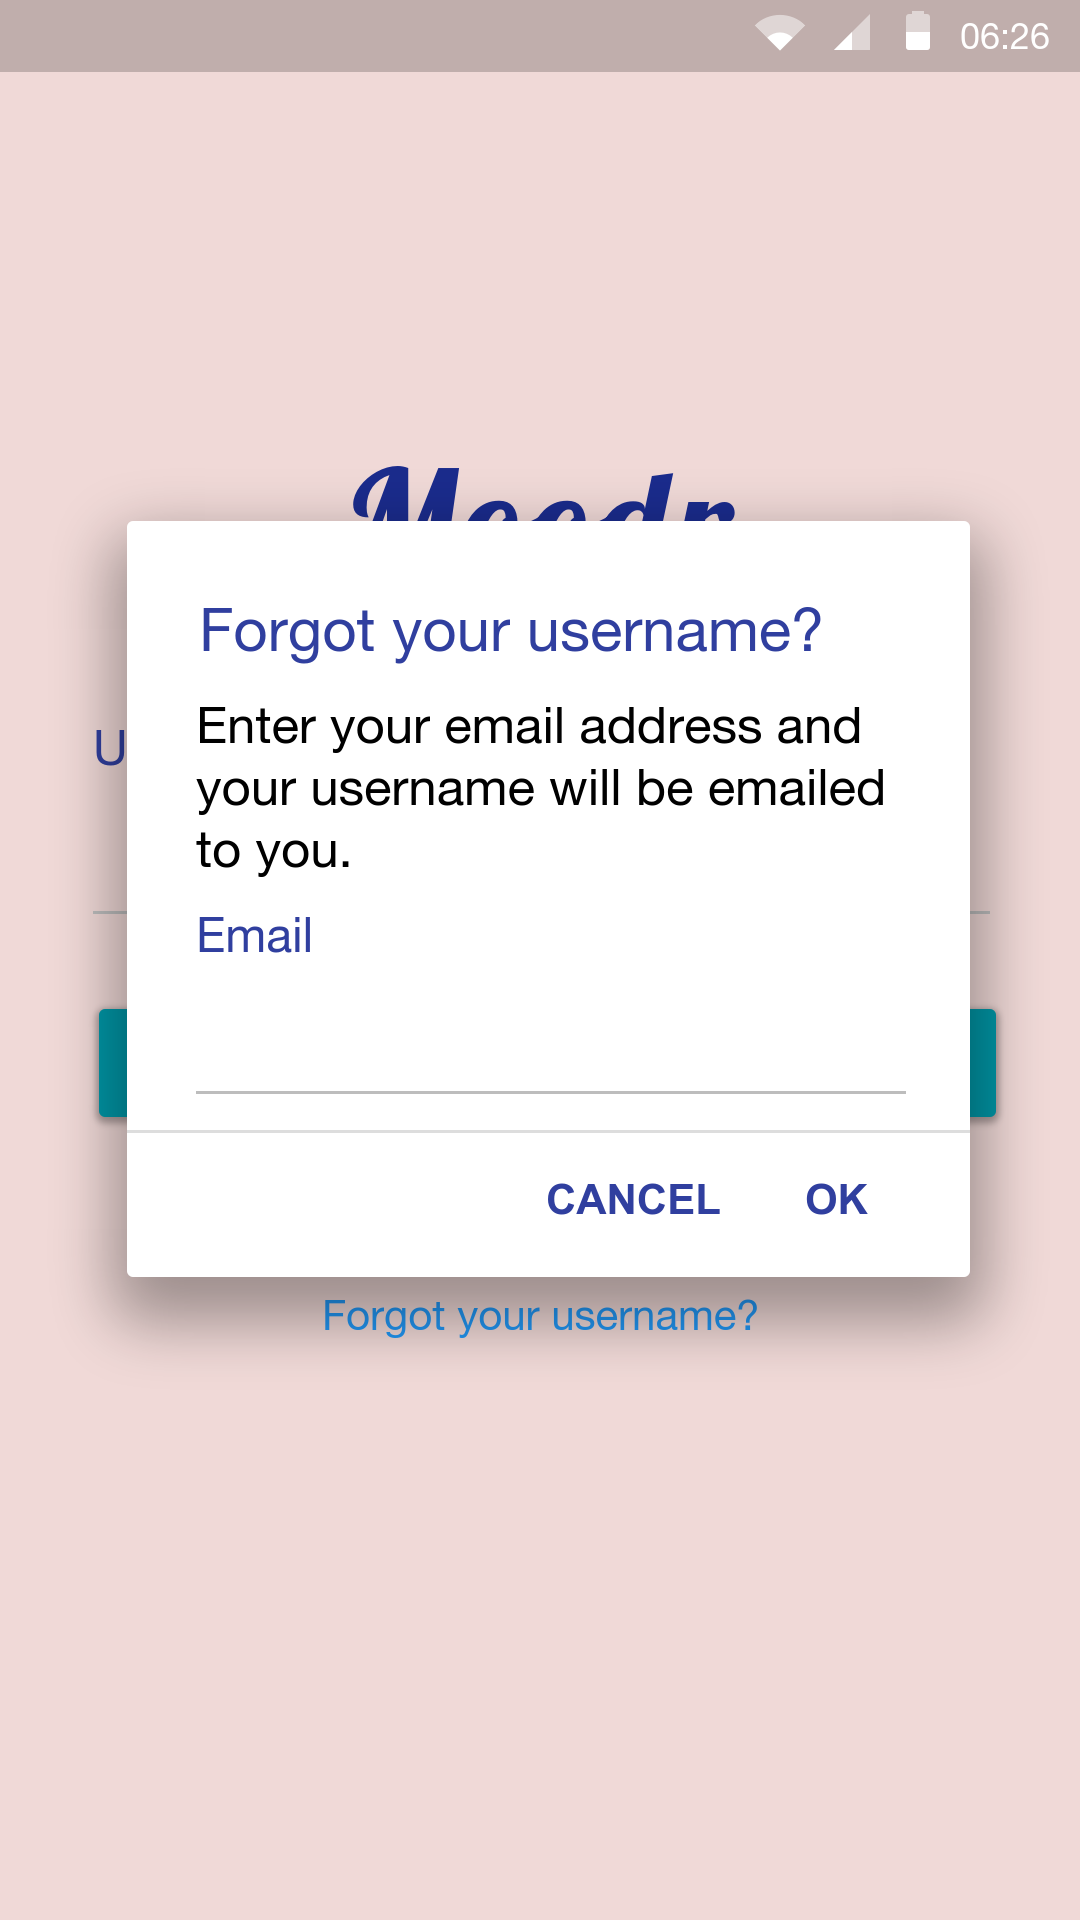 06:26
Forgot your username?
Enter your email address and
your username will be emailed
to you.
Email
CANCEL OK
Forgot your username?